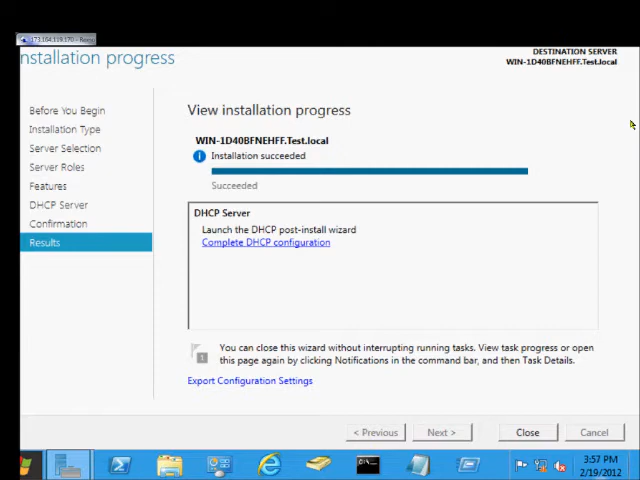 nstallation progress
DESTINATION SERVER
WIN-1D40BFNEHFF.Test.local
Before You Begin
Installation Type
Server Selection
Server Roles
Features
DHCP Server
Confirmation
Results
View installation progress
WIN-1D40BFNEHFF.Test.local
Installation succeeded
Succeeded
DHCP Server
Launch the DHCP post-install wizard
Complete DHCP configuration
1
You can close this wizard without interrupting running tasks. View task progress or open
this page again by clicking Notifications in the command bar, and then Task Details.
Export Configuration Settings
< Previous
Next >
Close
Cancel
3:57 PM
2/19/2012